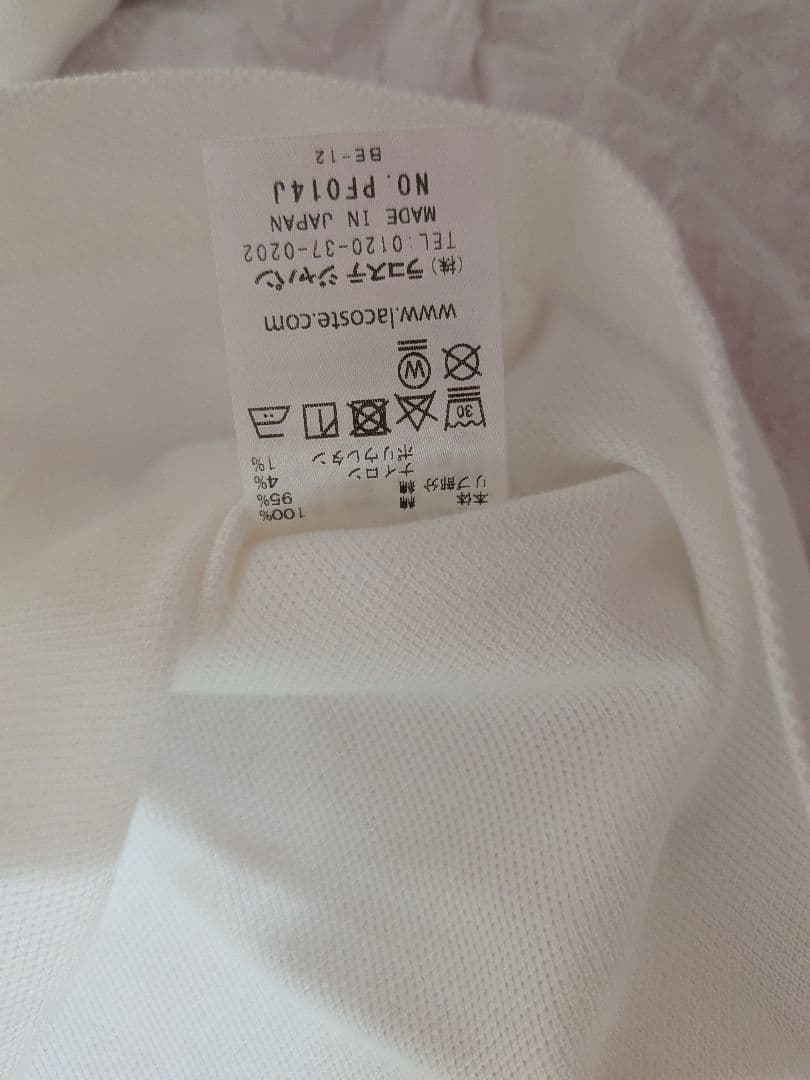 本体 綿 100%
リブ部分 綿 95%
ナイロン 4%
ポリウレタン 1%
30
W
www.lacoste.com
(株)ラコステ ジャパン
TEL:0120-37-0202
MADE IN JAPAN
NO. PF014J
BE-12